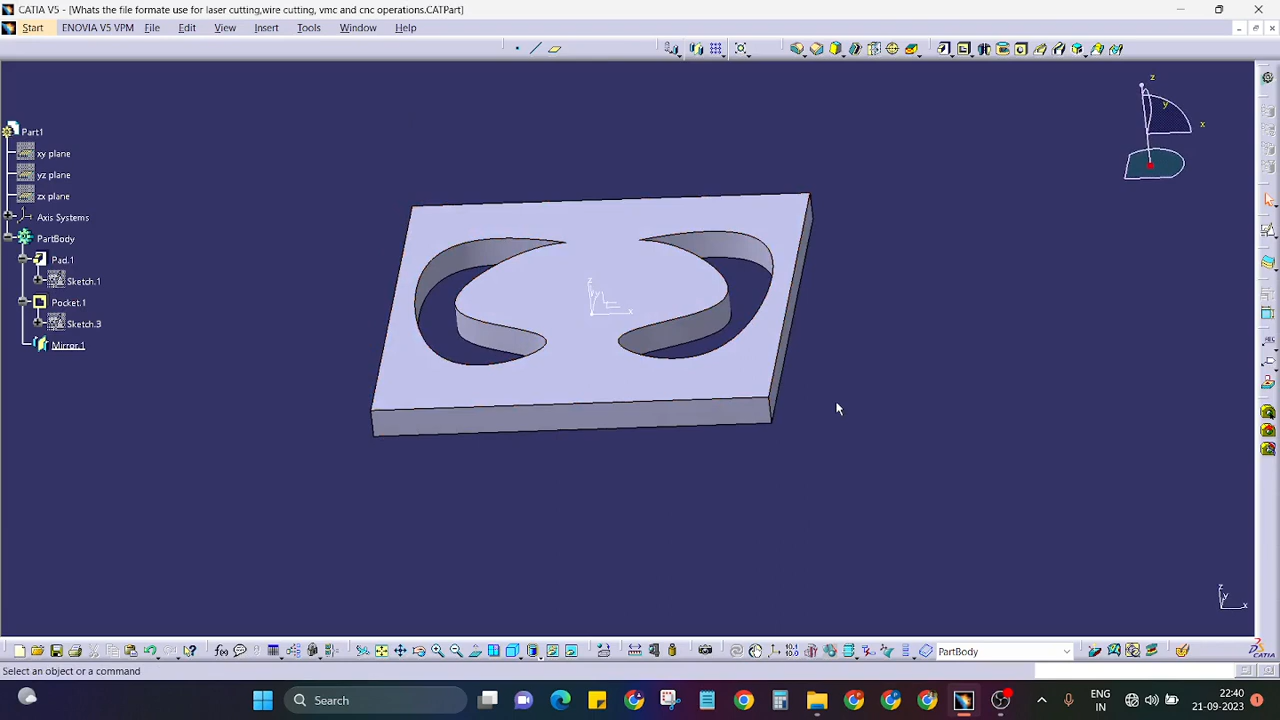 CATIA V5 - [Whats the file formate use for laser cutting,wire cutting, vmc and cnc operations.CATPart]
Start ENOVIA V5 VPM File Edit View Insert Tools Window Help
z
y
x
Part1
xy plane
yz plane
zx plane
Axis Systems
PartBody
Pad.1
Sketch.1
Pocket.1
Sketch.3
Mirror.1
z
x
z
y
x
PartBody
CATIA
Select an object or a command
Search
ENG
IN
22:40
21-09-2023